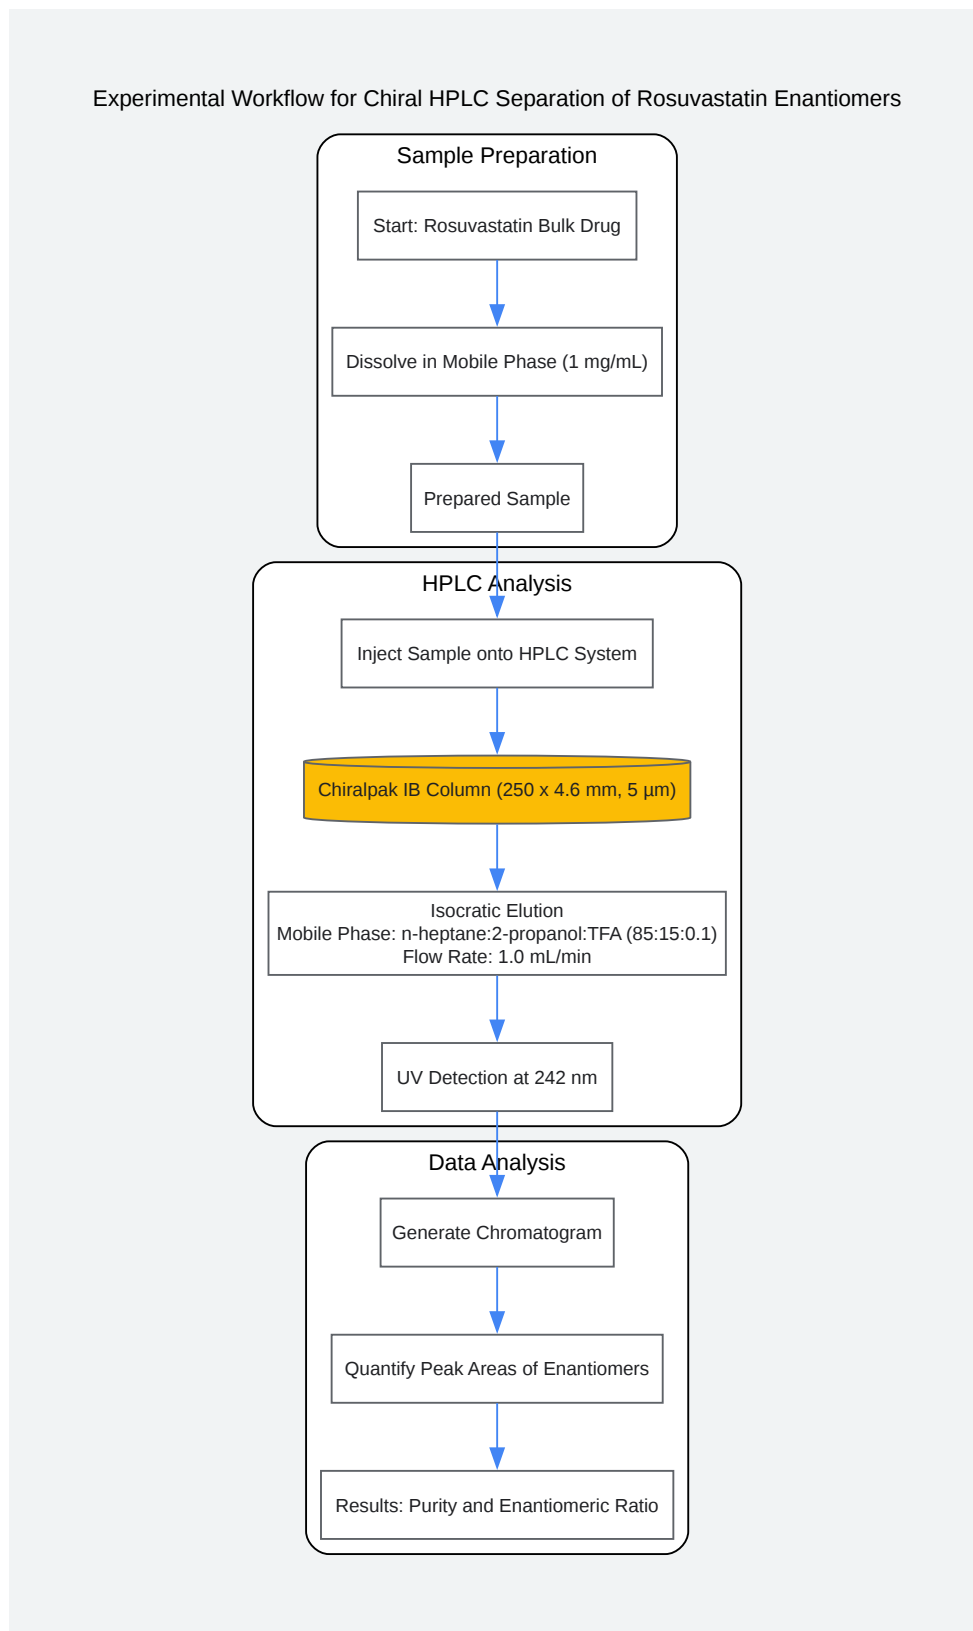 Experimental Workflow for Chiral HPLC Separation of Rosuvastatin Enantiomers
Sample Preparation
Start: Rosuvastatin Bulk Drug
Dissolve in Mobile Phase (1 mg/mL)
Prepared Sample
HPLC Analysis
Inject Sample onto HPLC System
Chiralpak IB Column (250 x 4.6 mm, 5 µm)
Isocratic Elution
Mobile Phase: n-heptane:2-propanol:TFA (85:15:0.1)
Flow Rate: 1.0 mL/min
UV Detection at 242 nm
Data Analysis
Generate Chromatogram
Quantify Peak Areas of Enantiomers
Results: Purity and Enantiomeric Ratio